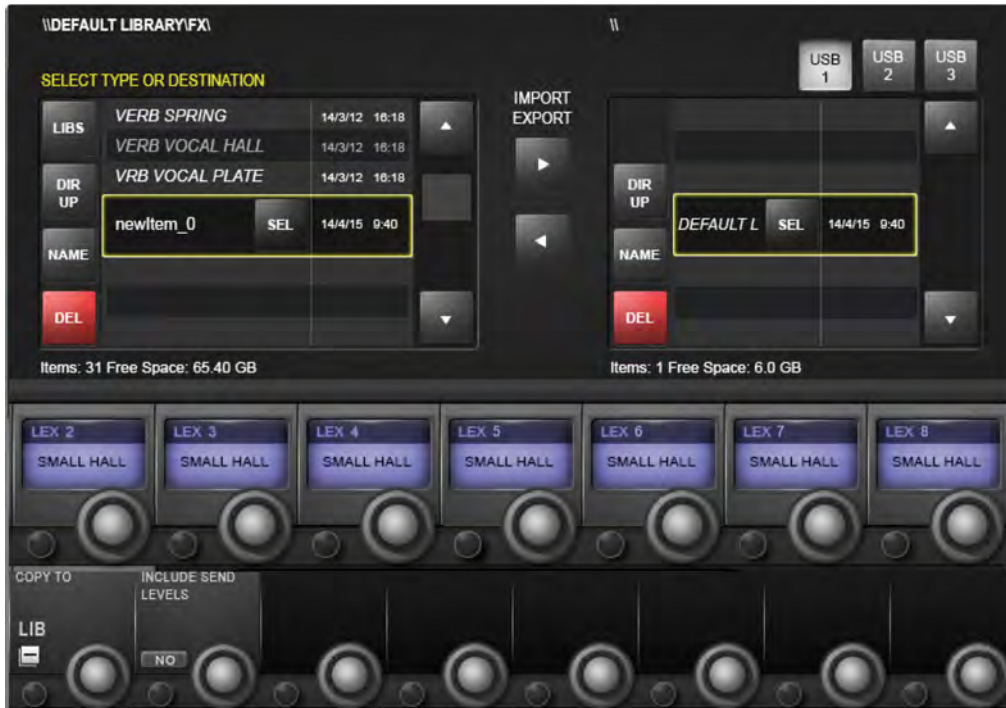 \\DEFAULT LIBRARY\FX\
\\
USB 1
USB 2
USB 3
SELECT TYPE OR DESTINATION
IMPORT
EXPORT
LIBS
VERB SPRING 14/3/12 16:18
VERB VOCAL HALL 14/3/12 16:18
DIR
UP
VRB VOCAL PLATE 14/3/12 16:18
newItem_0 SEL 14/4/15 9:40
NAME
DEL
Items: 31 Free Space: 65.40 GB
DIR
UP
DEFAULT L SEL 14/4/15 9:40
NAME
DEL
Items: 1 Free Space: 6.0 GB
LEX 2 LEX 3 LEX 4 LEX 5 LEX 6 LEX 7 LEX 8
SMALL HALL SMALL HALL SMALL HALL SMALL HALL SMALL HALL SMALL HALL SMALL HALL
COPY TO
LIB
INCLUDE SEND
LEVELS
NO